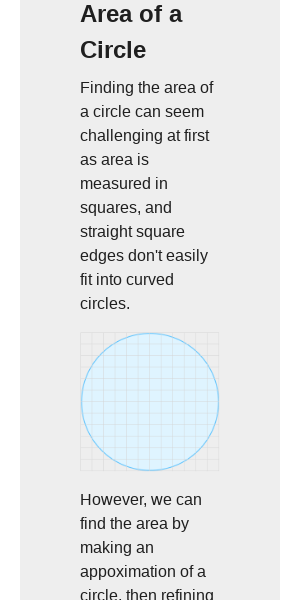 Area of a
Circle
Finding the area of
a circle can seem
challenging at first
as area is
measured in
squares, and
straight square
edges don't easily
fit into curved
circles.
However, we can
find the area by
making an
appoximation of a
circle, then refining